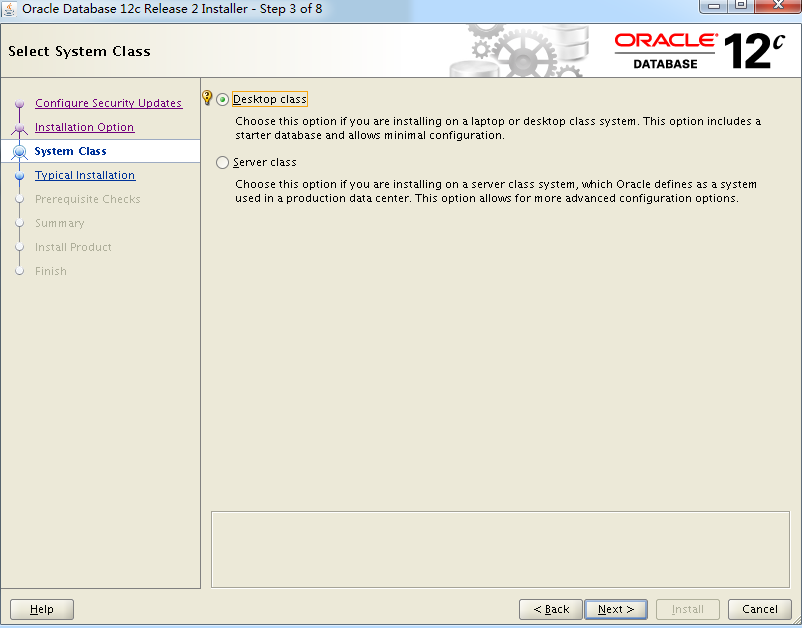 Oracle Database 12c Release 2 Installer - Step 3 of 8
Select System Class
ORACLE
DATABASE
12c
Configure Security Updates
Installation Option
System Class
Typical Installation
Prerequisite Checks
Summary
Install Product
Finish
Desktop class
Choose this option if you are installing on a laptop or desktop class system. This option includes a
starter database and allows minimal configuration.
Server class
Choose this option if you are installing on a server class system, which Oracle defines as a system
used in a production data center. This option allows for more advanced configuration options.
Help
< Back
Next >
Install
Cancel